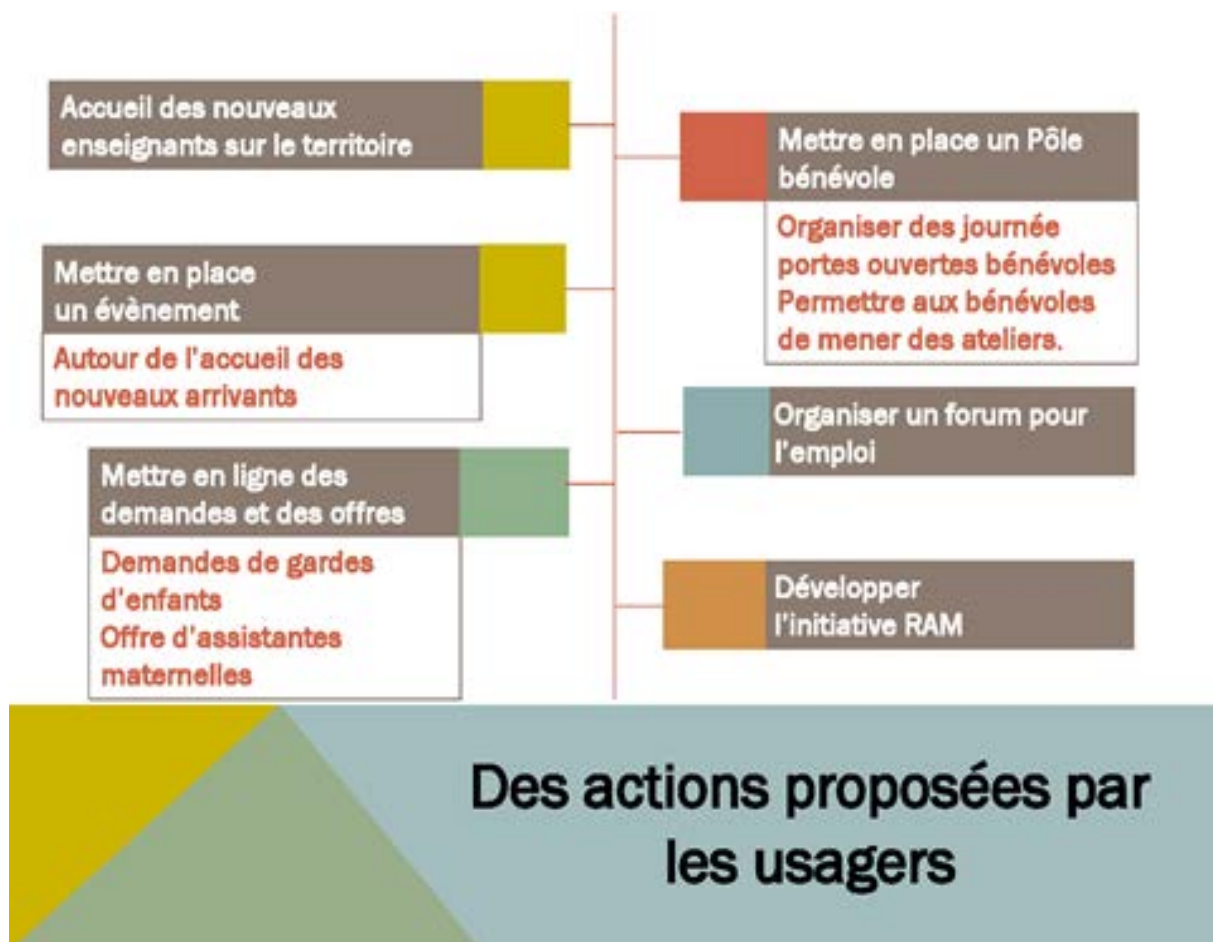 Accueil des nouveaux
enseignants sur le territoire
Mettre en place
un évènement
Autour de l'accueil des
nouveaux arrivants
Mettre en ligne des
demandes et des offres
Demandes de gardes
d'enfants
Offre d'assistantes
maternelles
Mettre en place un Pôle
bénévole
Organiser des journée
portes ouvertes bénévoles
Permettre aux bénévoles
de mener des ateliers.
Organiser un forum pour
l'emploi
Développer
l'initiative RAM
Des actions proposées par
les usagers